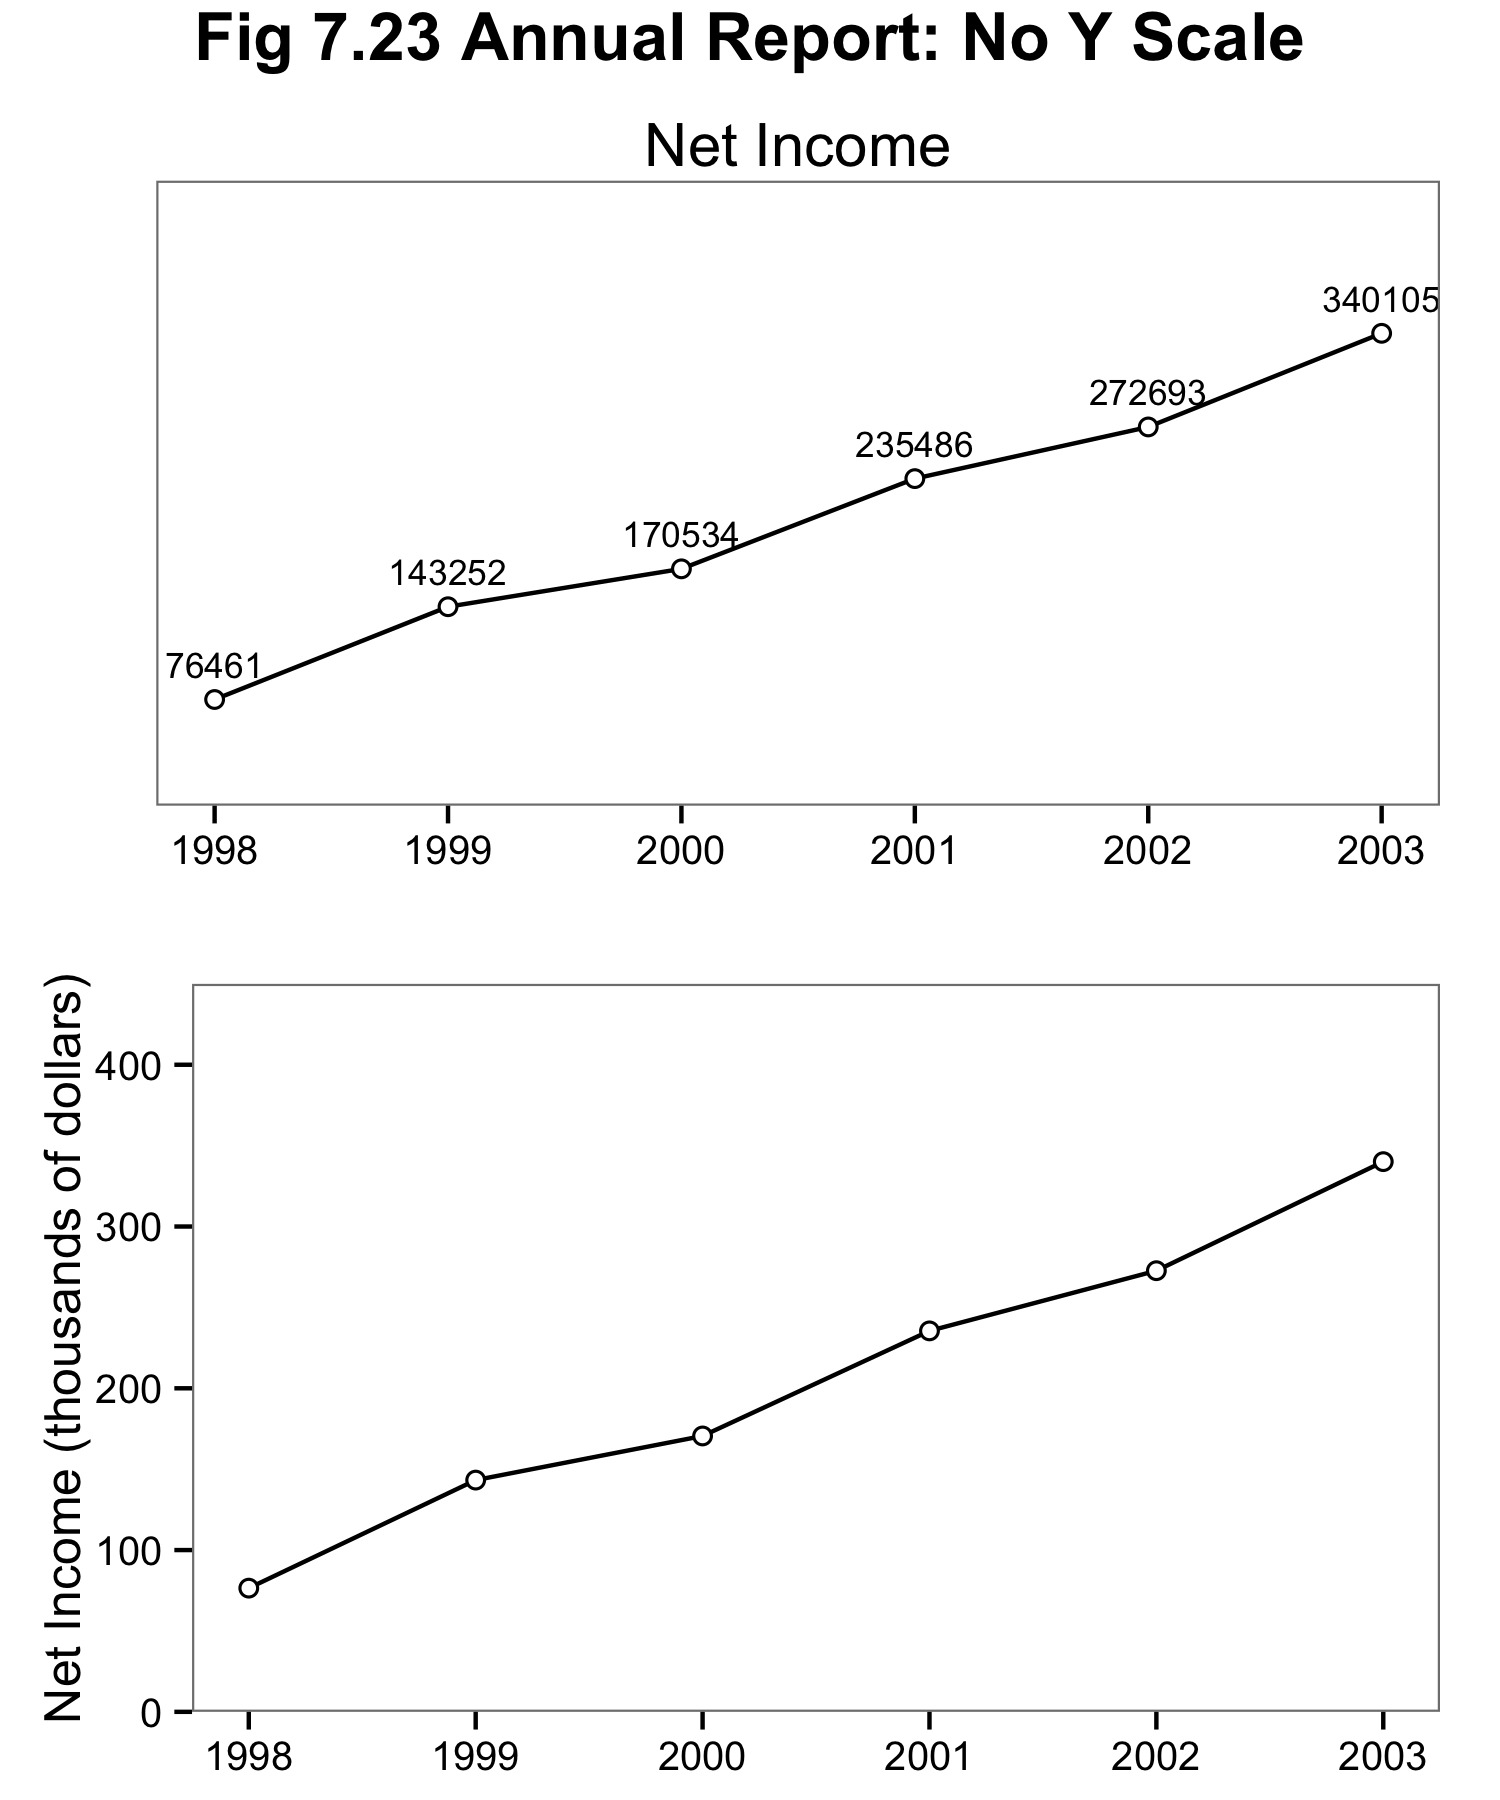 Fig 7.23 Annual Report: No Y Scale
Net Income
340105
272693
235486
170534
143252
76461
1998 1999 2000 2001 2002 2003
Net Income (thousands of dollars)
400
300
200
100
0
1998 1999 2000 2001 2002 2003